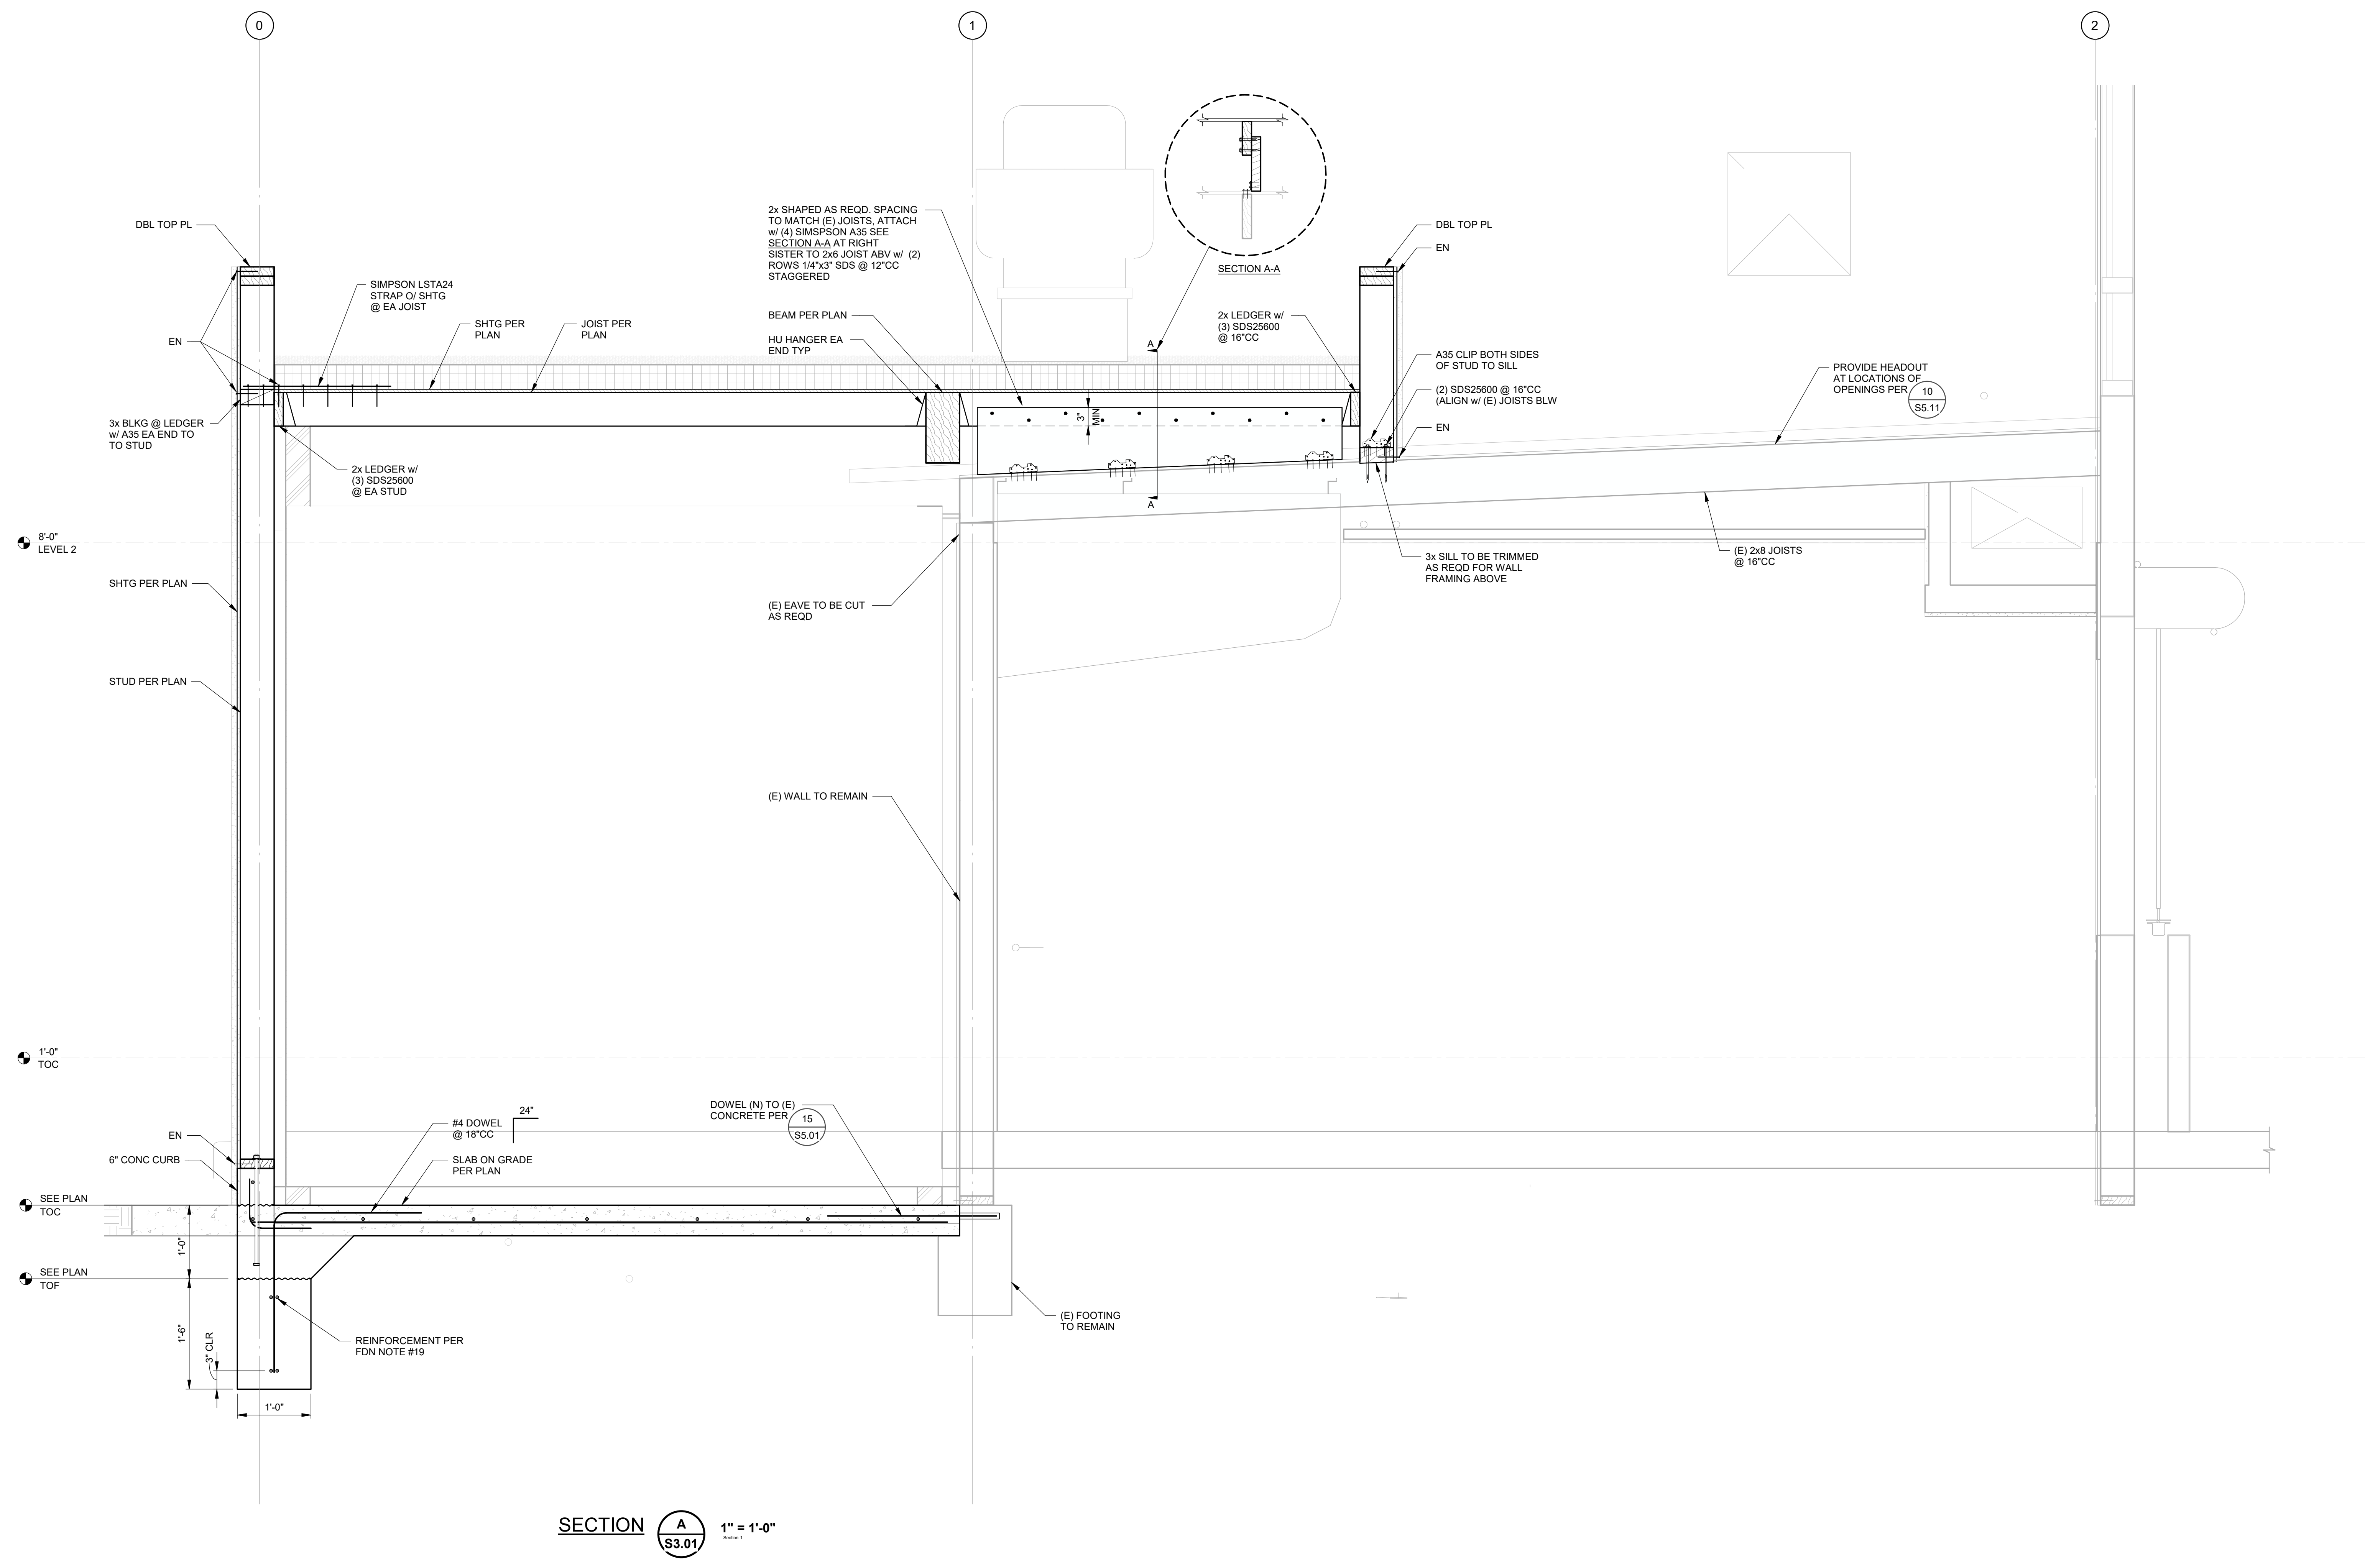 0
1
2
DBL TOP PL
SIMPSON LSTA24
STRAP O/ SHTG
@ EA JOIST
EN
SHTG PER
PLAN
JOIST PER
PLAN
3x BLKG @ LEDGER
w/ A35 EA END TO
TO STUD
2x LEDGER w/
(3) SDS25600
@ EA STUD
2x SHAPED AS REQD. SPACING
TO MATCH (E) JOISTS, ATTACH
w/ (4) SIMSPSON A35 SEE
SECTION A-A AT RIGHT
SISTER TO 2x6 JOIST ABV w/ (2)
ROWS 1/4"x3" SDS @ 12"CC
STAGGERED
BEAM PER PLAN
HU HANGER EA
END TYP
SECTION A-A
A
A
3"
MIN
2x LEDGER w/
(3) SDS25600
@ 16"CC
DBL TOP PL
EN
A35 CLIP BOTH SIDES
OF STUD TO SILL
(2) SDS25600 @ 16"CC
(ALIGN w/ (E) JOISTS BLW
EN
PROVIDE HEADOUT
AT LOCATIONS OF
OPENINGS PER
10
S5.11
8'-0"
LEVEL 2
SHTG PER PLAN
(E) EAVE TO BE CUT
AS REQD
3x SILL TO BE TRIMMED
AS REQD FOR WALL
FRAMING ABOVE
(E) 2x8 JOISTS
@ 16"CC
STUD PER PLAN
(E) WALL TO REMAIN
1'-0"
TOC
EN
6" CONC CURB
#4 DOWEL
@ 18"CC
24"
SLAB ON GRADE
PER PLAN
DOWEL (N) TO (E)
CONCRETE PER
15
S5.01
SEE PLAN
TOC
1'-0"
SEE PLAN
TOF
1'-6"
3" CLR
1'-0"
REINFORCEMENT PER
FDN NOTE #19
(E) FOOTING
TO REMAIN
SECTION
A
S3.01
1" = 1'-0"
Section 1